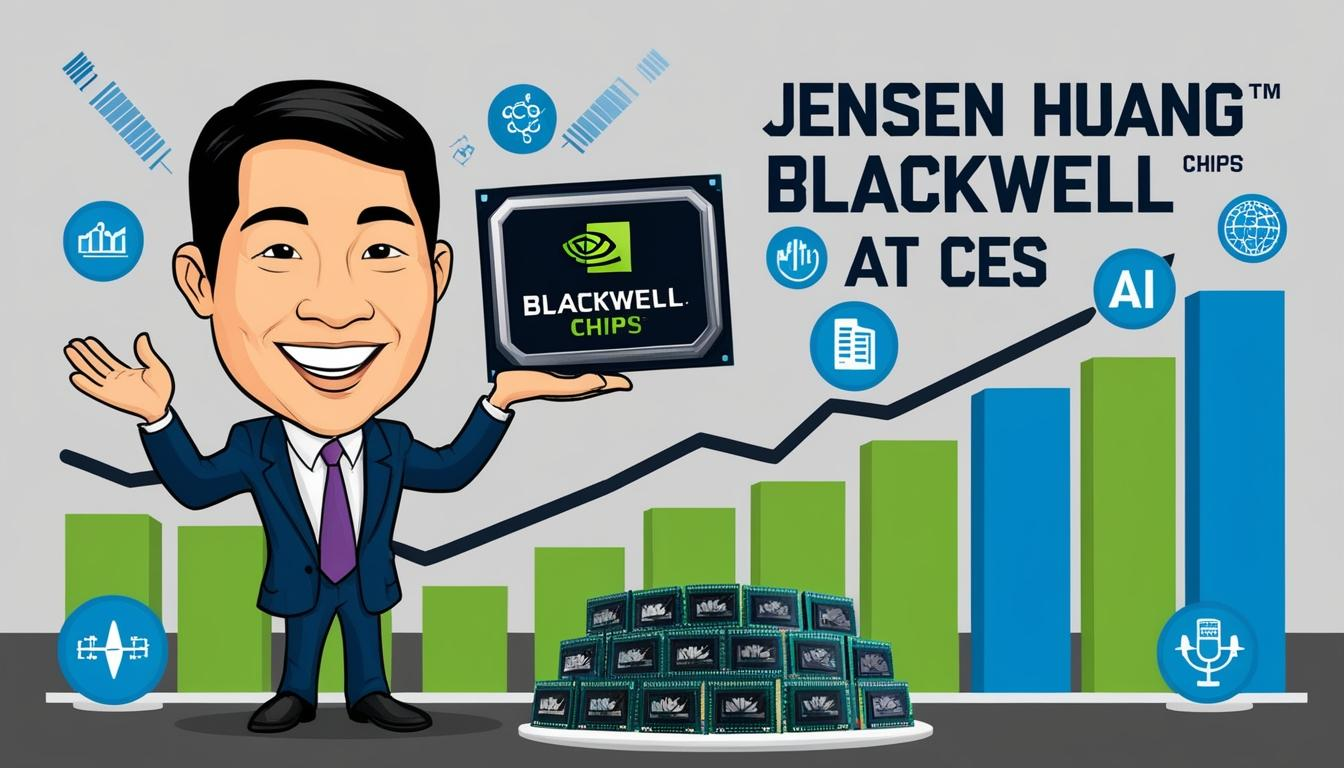 JENSEN HUANG™
BLACKWELL CHIPS
AT CES
AI
BLACKWELL.
CHIPS